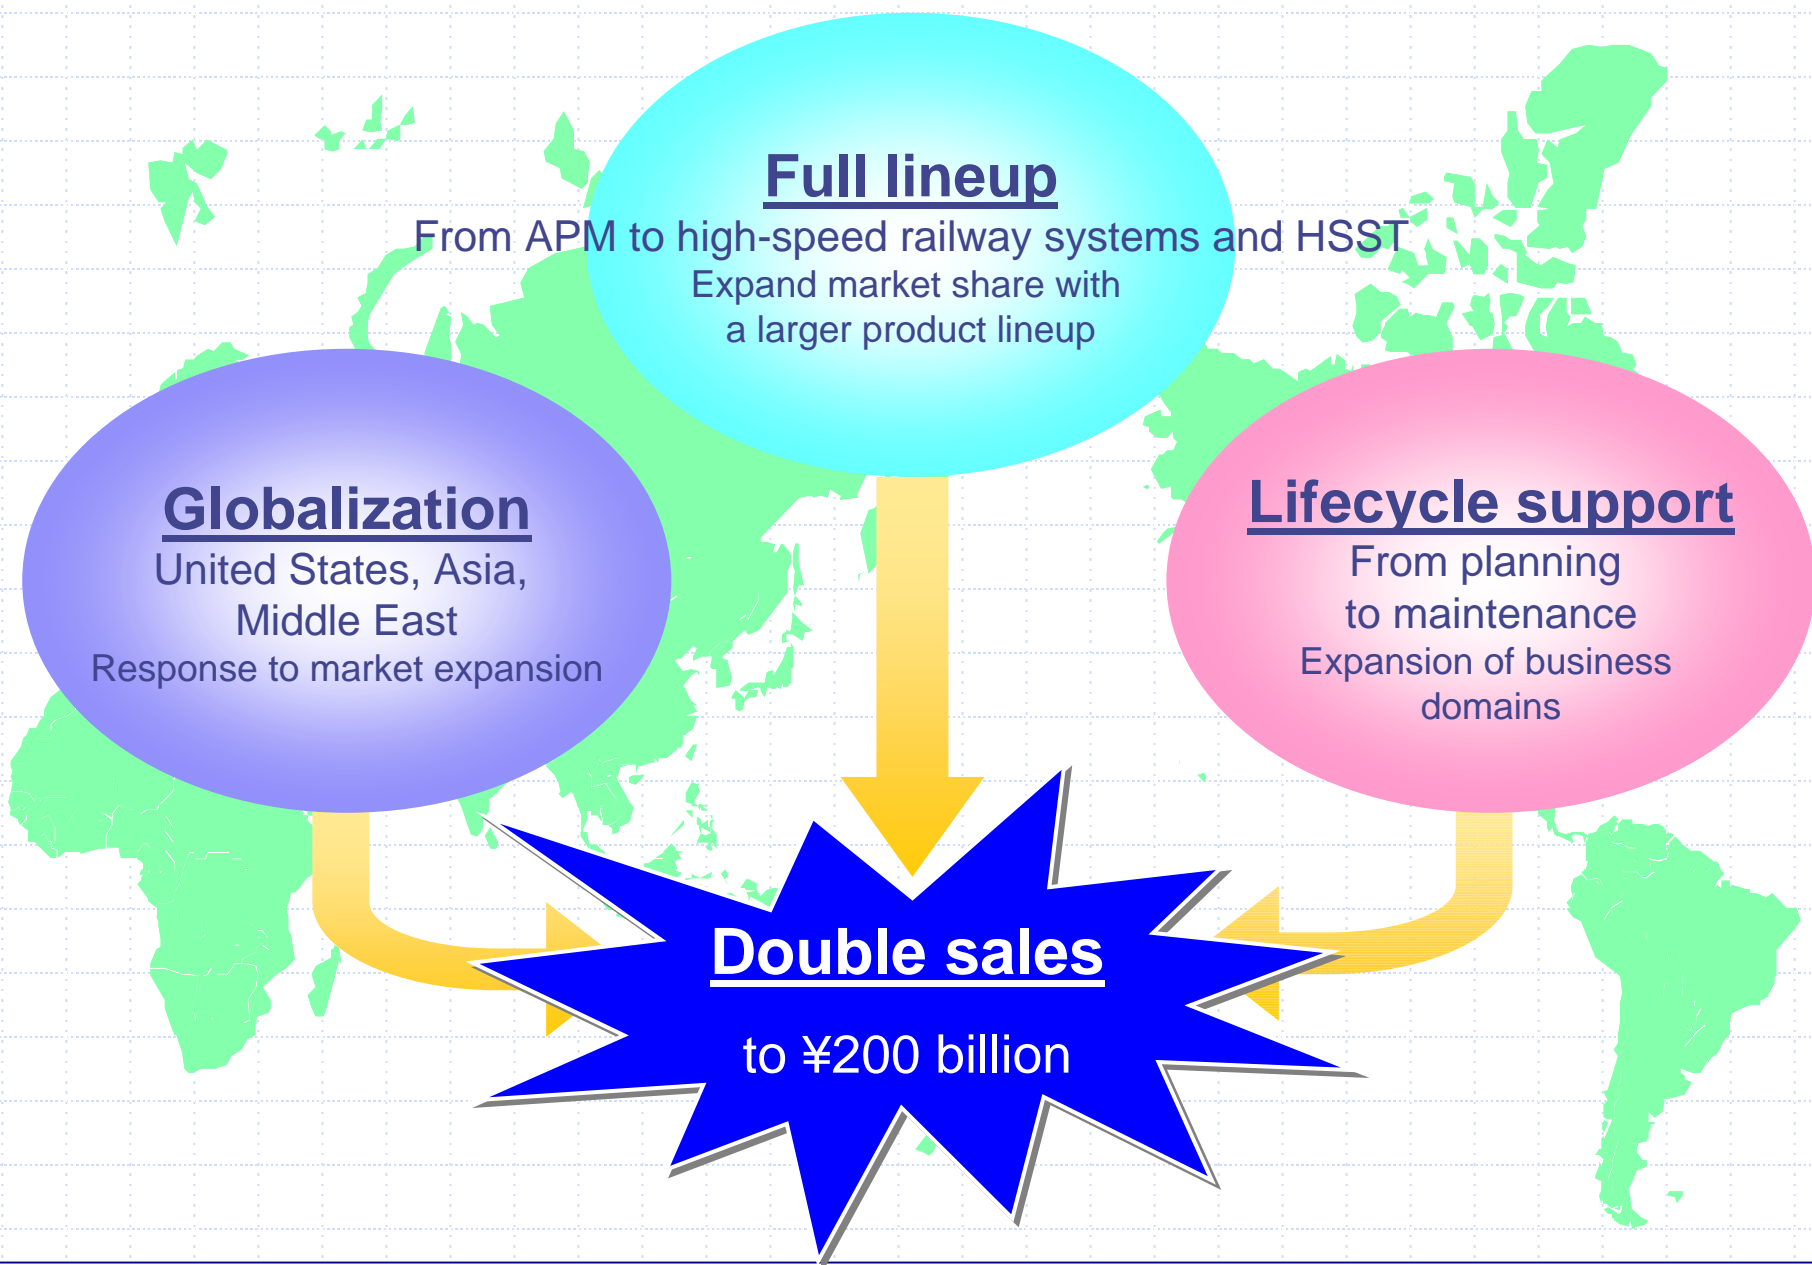 Full lineup
From APM to high-speed railway systems and HSST
Expand market share with
a larger product lineup
Globalization
United States, Asia,
Middle East
Response to market expansion
Lifecycle support
From planning
to maintenance
Expansion of business
domains
Double sales
to ¥200 billion